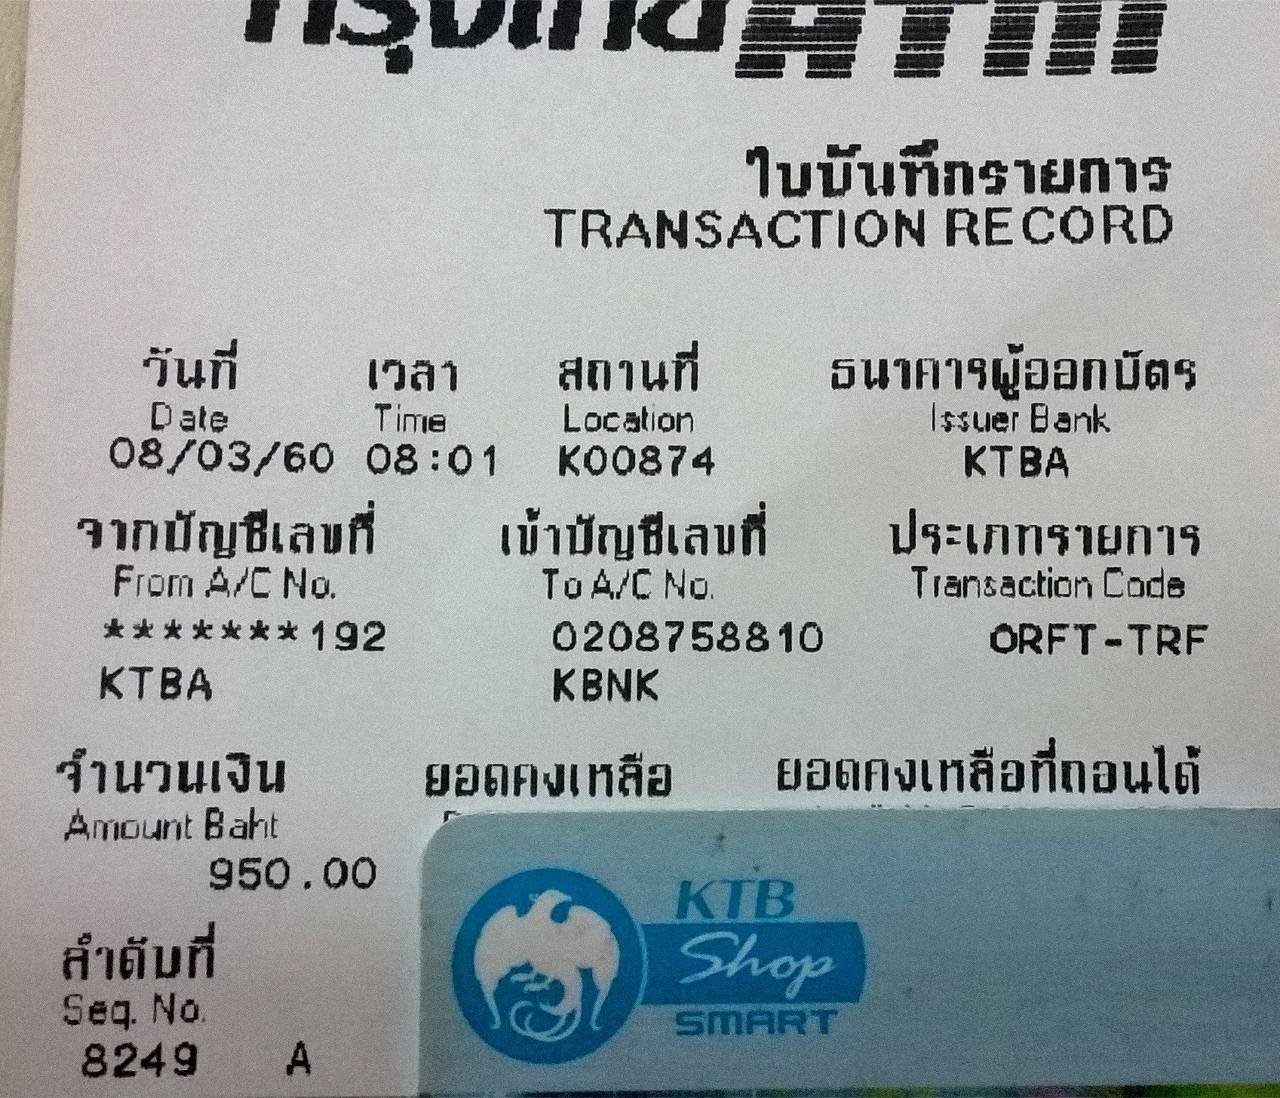 กรุงไทย ATM
ใบบันทึกรายการ
TRANSACTION RECORD
วันที่ เวลา สถานที่ ธนาคารผู้ออกบัตร
Date Time Location Issuer Bank
08/03/60 08:01 K00874 KTBA
จากบัญชีเลขที่ เข้าบัญชีเลขที่ ประเภทรายการ
From A/C No. To A/C No. Transaction Code
*******192 0208758810 ORFT-TRF
KTBA KBNK
จำนวนเงิน ยอดคงเหลือ ยอดคงเหลือที่ถอนได้
Amount Baht
950.00
ลำดับที่
Seq. No.
8249 A
KTB
Shop
SMART